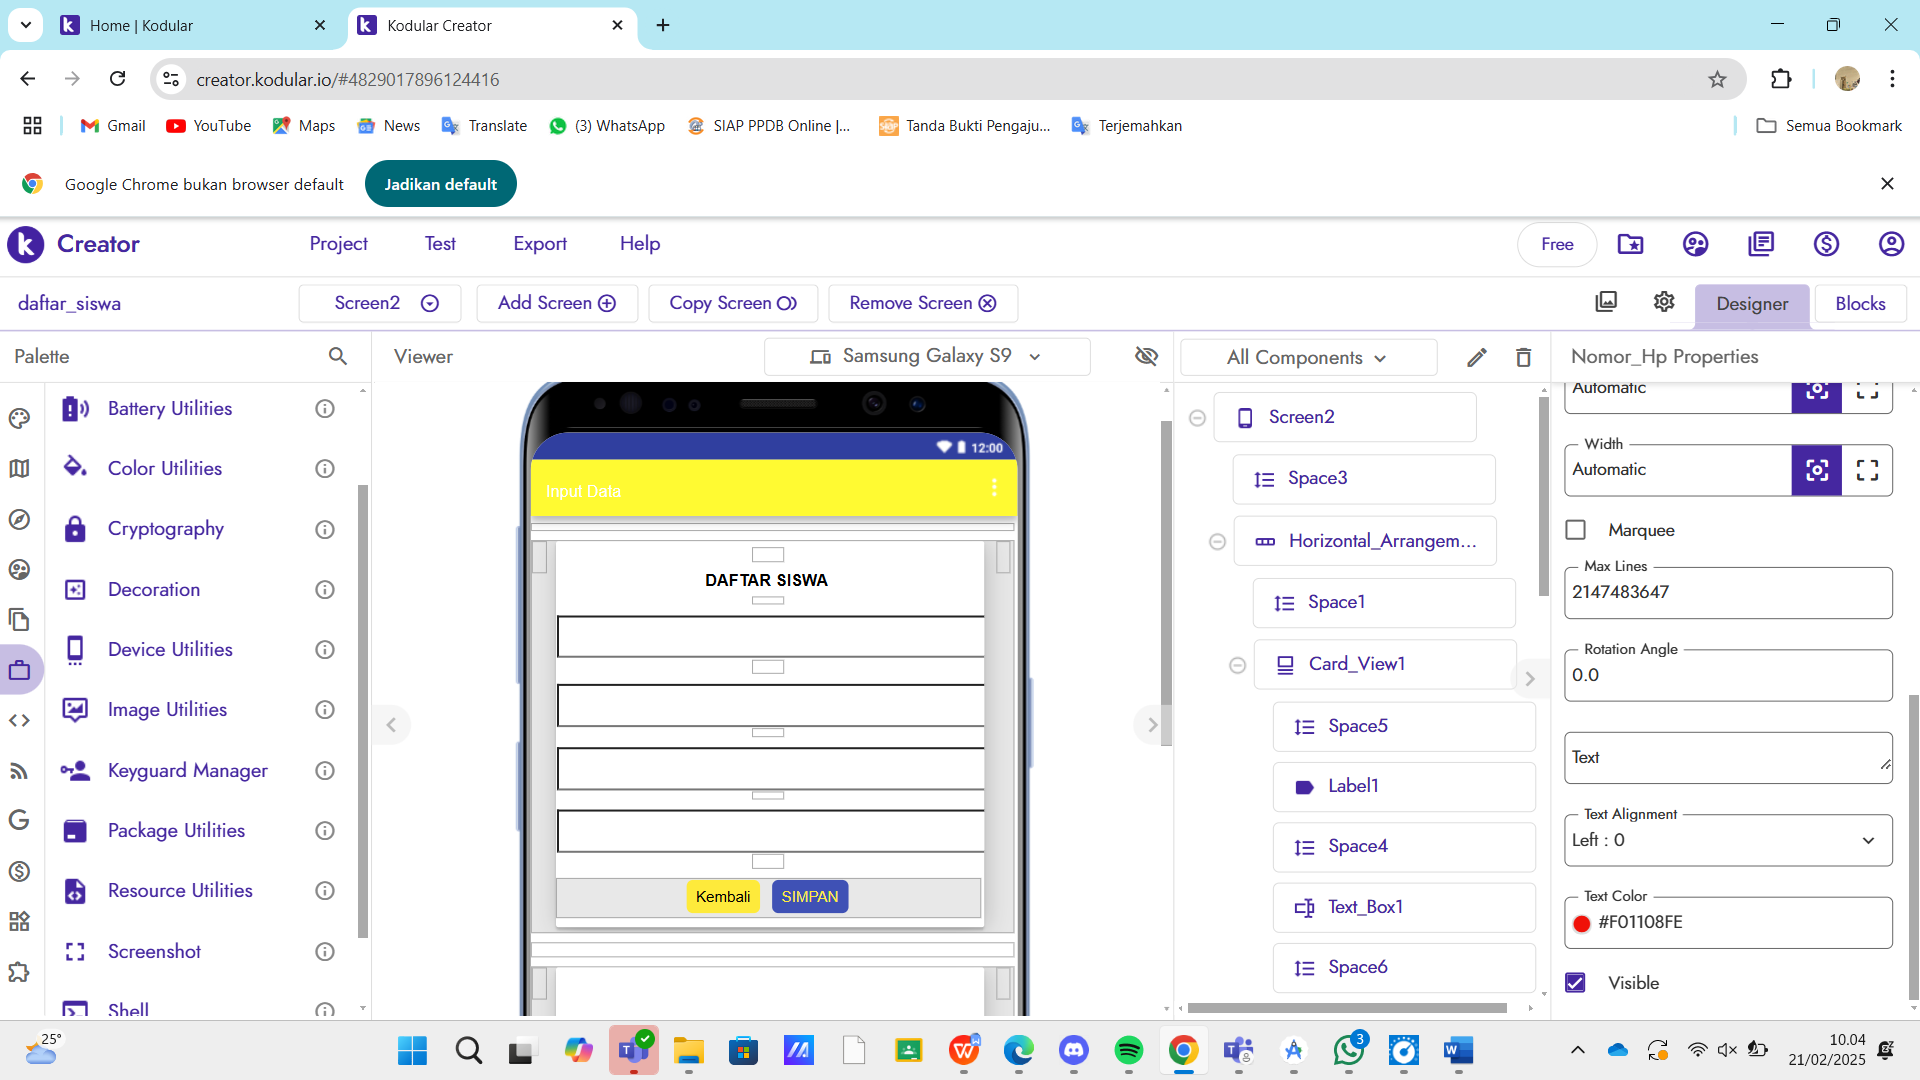 Home | Kodular
Kodular Creator
creator.kodular.io/#4829017896124416
Gmail
YouTube
Maps
News
Translate
(3) WhatsApp
SIAP PPDB Online |...
Tanda Bukti Pengaju...
Terjemahkan
Semua Bookmark
Google Chrome bukan browser default
Jadikan default
Creator
Project
Test
Export
Help
Free
daftar_siswa
Screen2
Add Screen
Copy Screen
Remove Screen
Designer
Blocks
Palette
Viewer
Samsung Galaxy S9
All Components
Nomor_Hp Properties
Battery Utilities
Color Utilities
Cryptography
Decoration
Device Utilities
Image Utilities
Keyguard Manager
Package Utilities
Resource Utilities
Screenshot
Shell
12:00
Input Data
DAFTAR SISWA
Kembali
SIMPAN
Screen2
Space3
Horizontal_Arrangem...
Space1
Card_View1
Space5
Label1
Space4
Text_Box1
Space6
Automatic
Width
Automatic
Marquee
Max Lines
2147483647
Rotation Angle
0.0
Text
Text Alignment
Left : 0
Text Color
#F01108FE
Visible
25°
3
10.04
21/02/2025